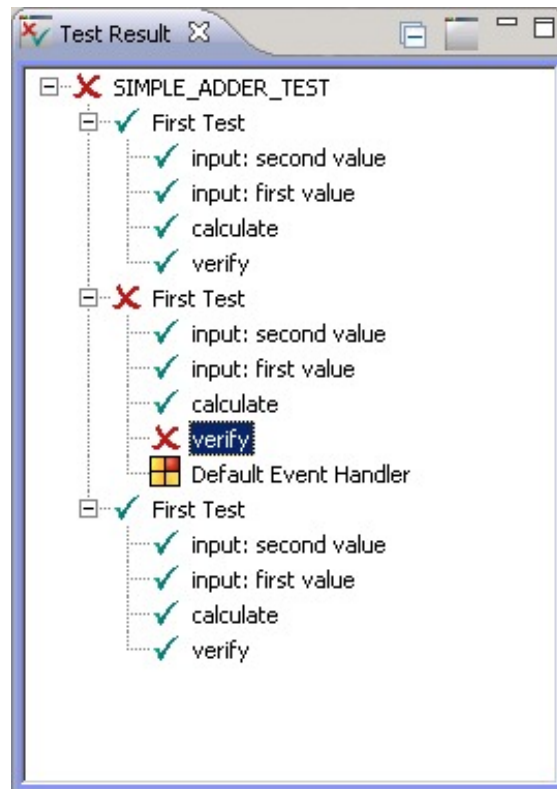 Test Result
SIMPLE_ADDER_TEST
First Test
input: second value
input: first value
calculate
verify
First Test
input: second value
input: first value
calculate
verify
Default Event Handler
First Test
input: second value
input: first value
calculate
verify